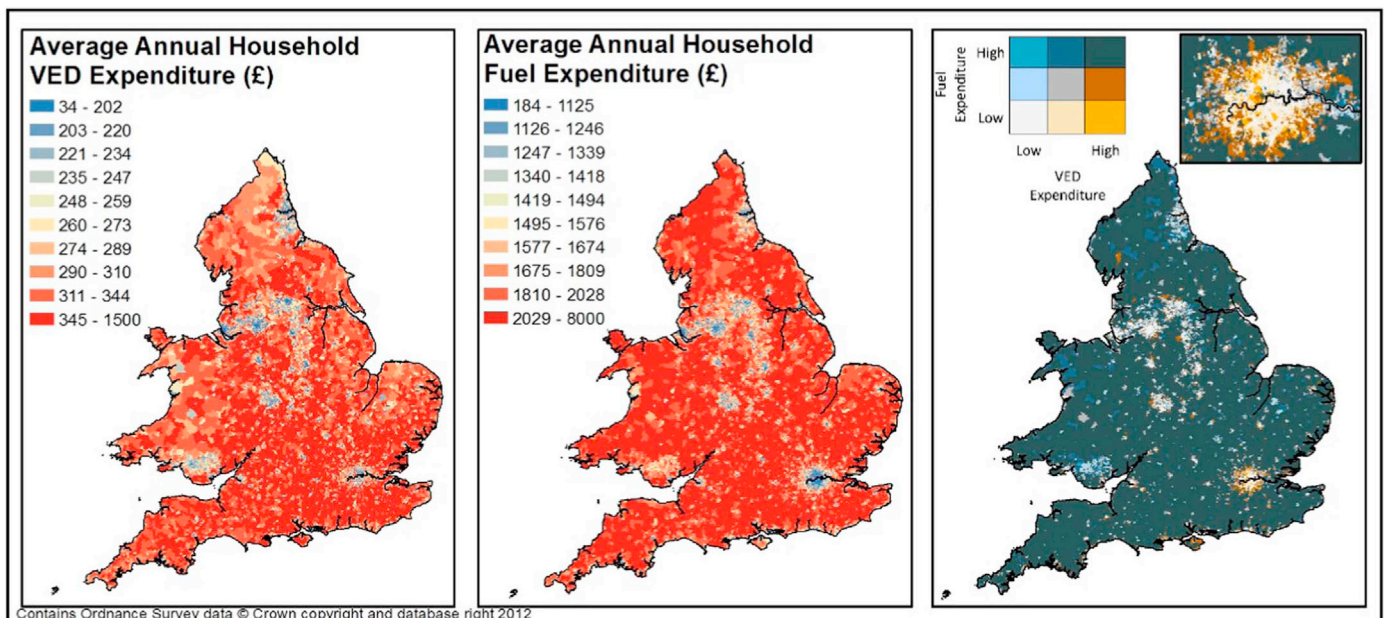 Average Annual Household
VED Expenditure (£)
34 - 202
203 - 220
221 - 234
235 - 247
248 - 259
260 - 273
274 - 289
290 - 310
311 - 344
345 - 1500
Average Annual Household
Fuel Expenditure (£)
184 - 1125
1126 - 1246
1247 - 1339
1340 - 1418
1419 - 1494
1495 - 1576
1577 - 1674
1675 - 1809
1810 - 2028
2029 - 8000
Fuel
Expenditure
High
Low
Low
High
VED
Expenditure
Contains Ordnance Survey data © Crown copyright and database right 2012